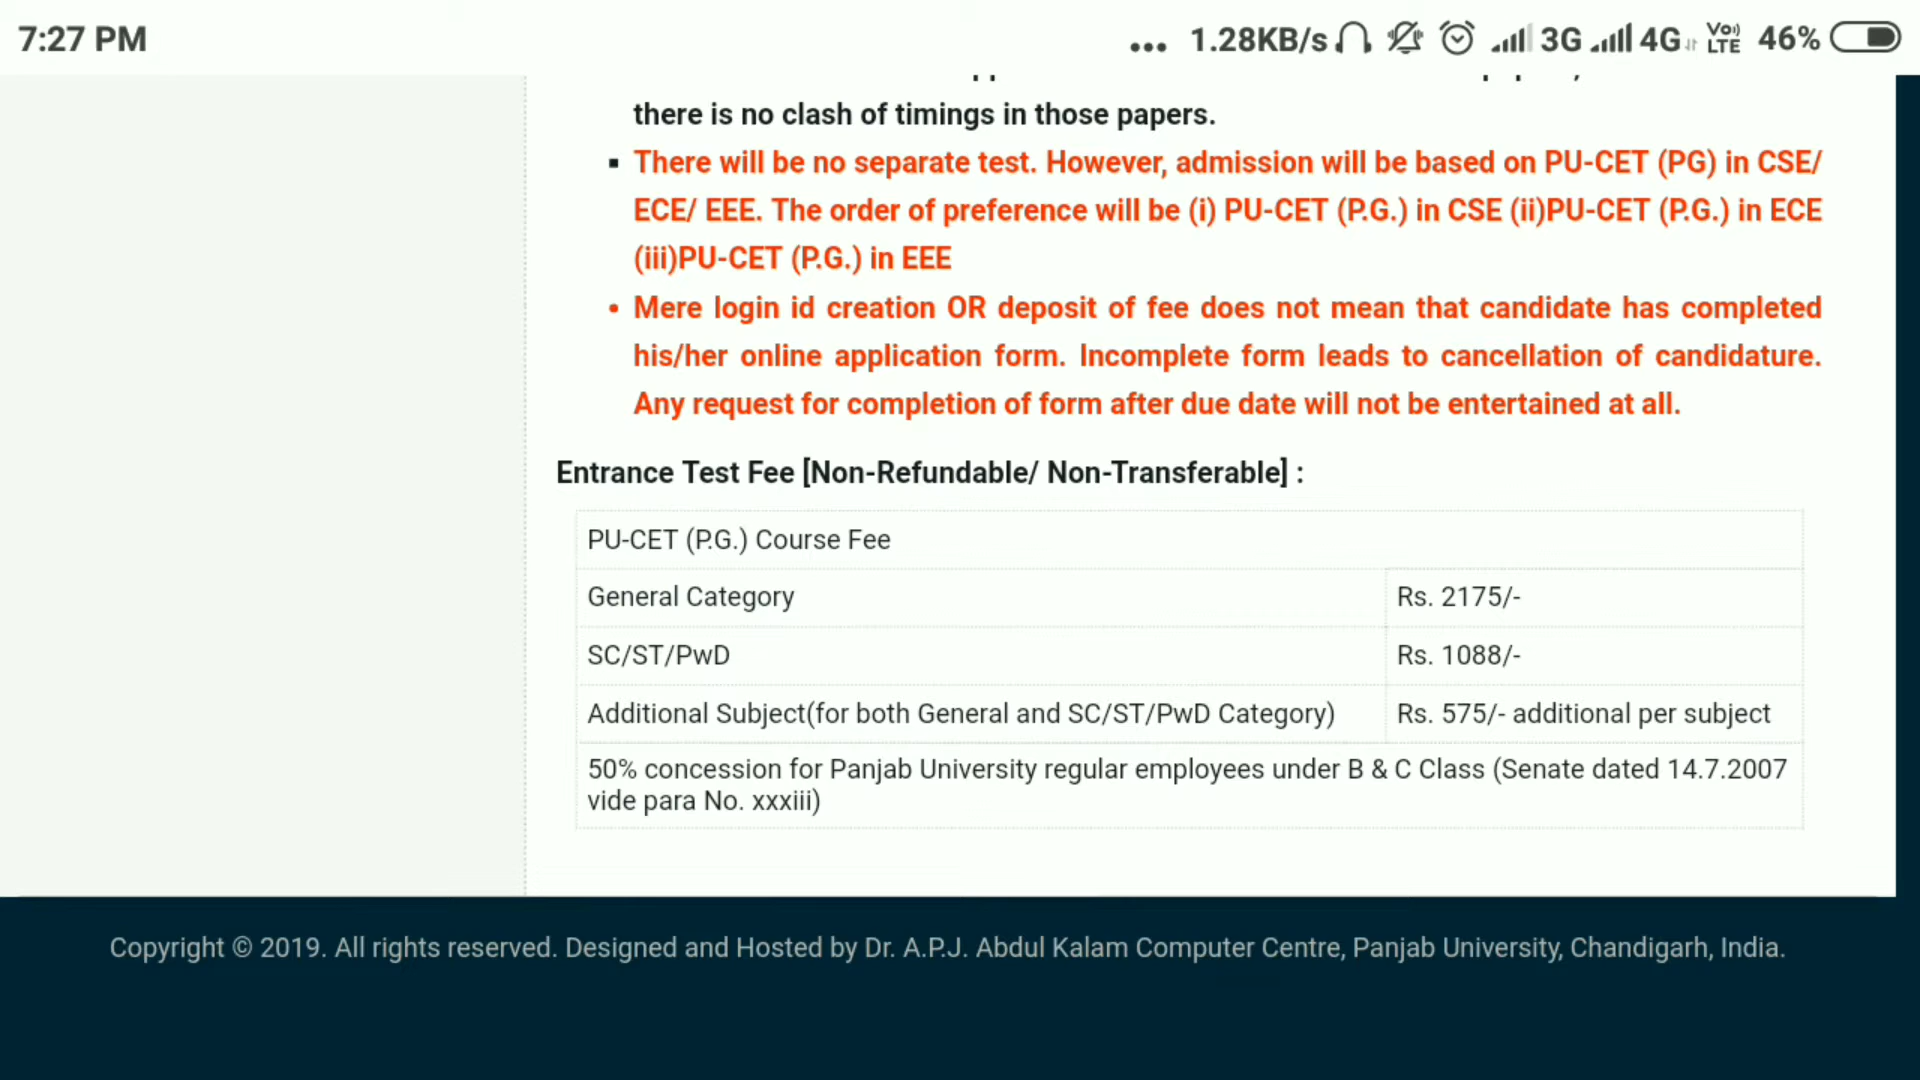 7:27 PM
... 1.28KB/s 3G 4G Vo) LTE 46%
there is no clash of timings in those papers.
▪ There will be no separate test. However, admission will be based on PU-CET (PG) in CSE/
ECE/ EEE. The order of preference will be (i) PU-CET (P.G.) in CSE (ii)PU-CET (P.G.) in ECE
(iii)PU-CET (P.G.) in EEE
• Mere login id creation OR deposit of fee does not mean that candidate has completed
his/her online application form. Incomplete form leads to cancellation of candidature.
Any request for completion of form after due date will not be entertained at all.
Entrance Test Fee [Non-Refundable/ Non-Transferable] :
PU-CET (P.G.) Course Fee
General Category Rs. 2175/-
SC/ST/PwD Rs. 1088/-
Additional Subject(for both General and SC/ST/PwD Category) Rs. 575/- additional per subject
50% concession for Panjab University regular employees under B & C Class (Senate dated 14.7.2007
vide para No. xxxiii)
Copyright © 2019. All rights reserved. Designed and Hosted by Dr. A.P.J. Abdul Kalam Computer Centre, Panjab University, Chandigarh, India.